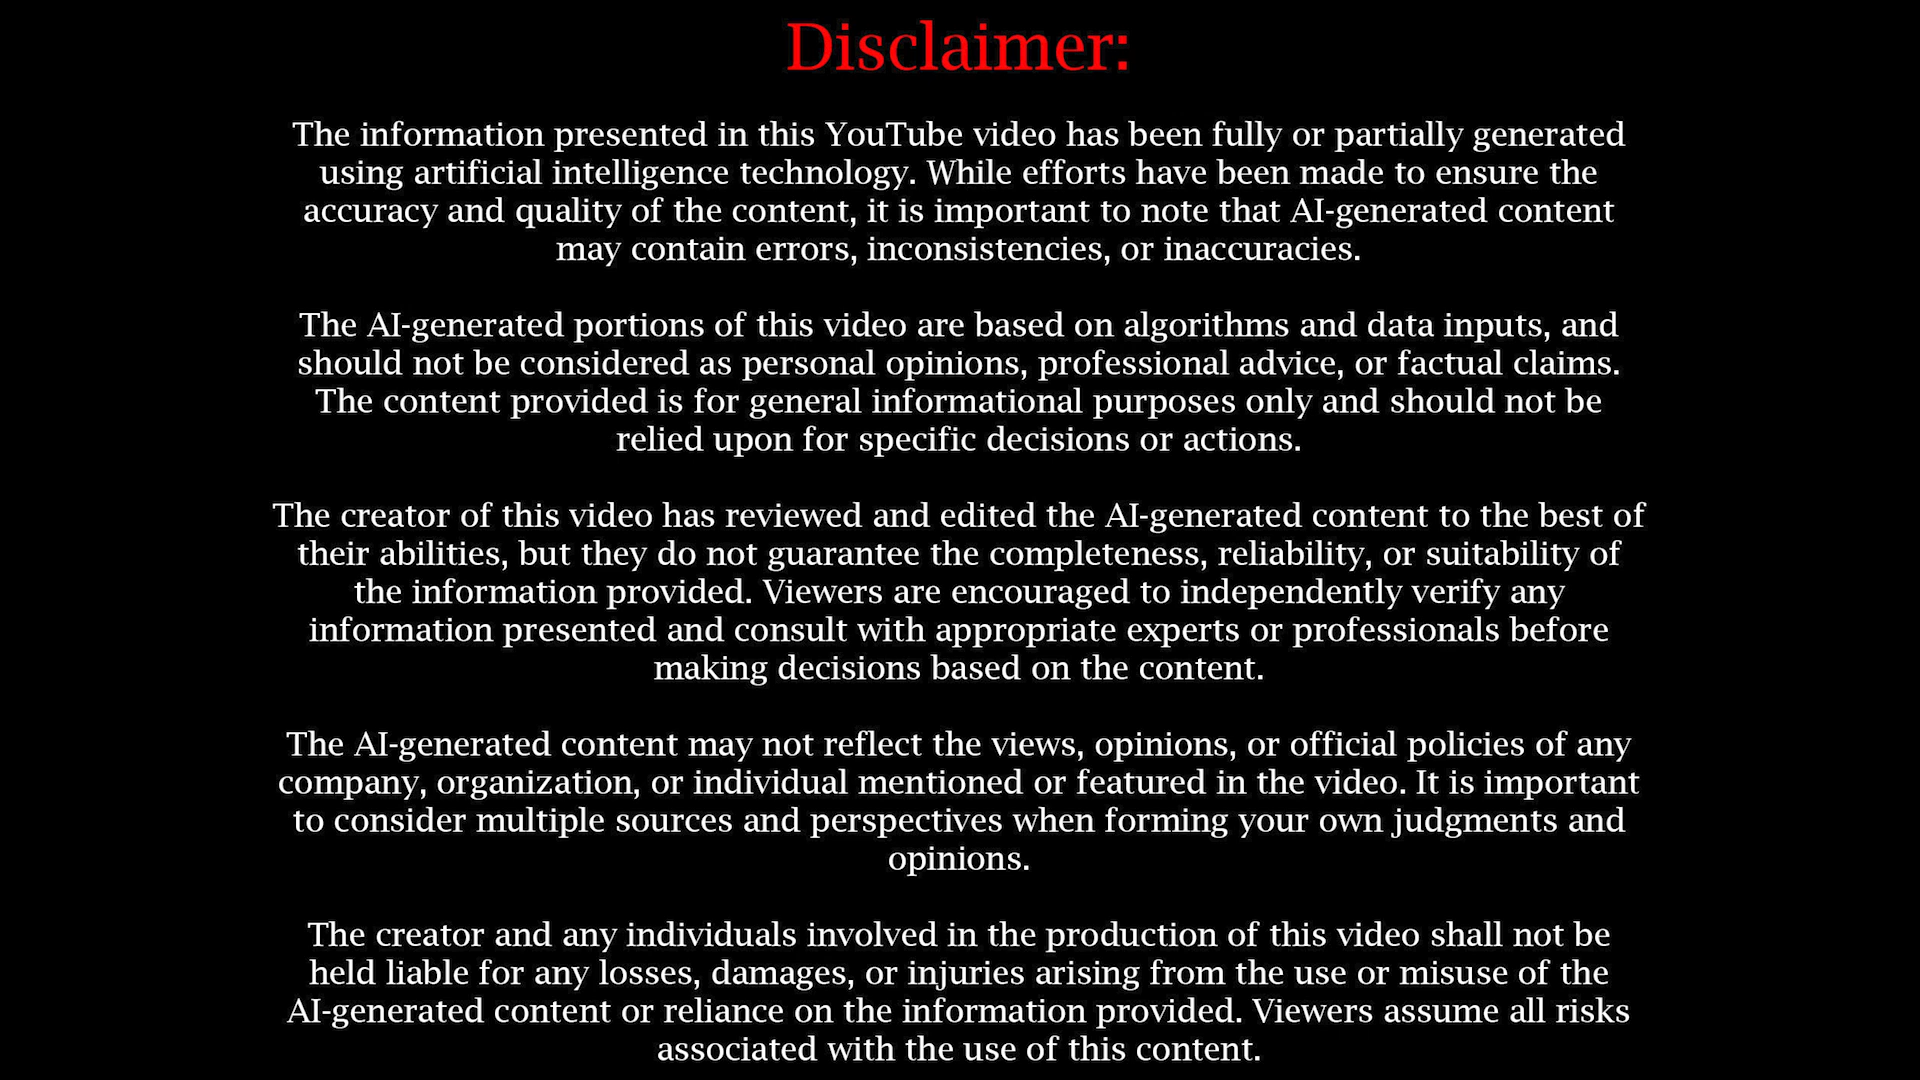 Disclaimer:
The information presented in this YouTube video has been fully or partially generated
using artificial intelligence technology. While efforts have been made to ensure the
accuracy and quality of the content, it is important to note that AI-generated content
may contain errors, inconsistencies, or inaccuracies.
The AI-generated portions of this video are based on algorithms and data inputs, and
should not be considered as personal opinions, professional advice, or factual claims.
The content provided is for general informational purposes only and should not be
relied upon for specific decisions or actions.
The creator of this video has reviewed and edited the AI-generated content to the best of
their abilities, but they do not guarantee the completeness, reliability, or suitability of
the information provided. Viewers are encouraged to independently verify any
information presented and consult with appropriate experts or professionals before
making decisions based on the content.
The AI-generated content may not reflect the views, opinions, or official policies of any
company, organization, or individual mentioned or featured in the video. It is important
to consider multiple sources and perspectives when forming your own judgments and
opinions.
The creator and any individuals involved in the production of this video shall not be
held liable for any losses, damages, or injuries arising from the use or misuse of the
AI-generated content or reliance on the information provided. Viewers assume all risks
associated with the use of this content.